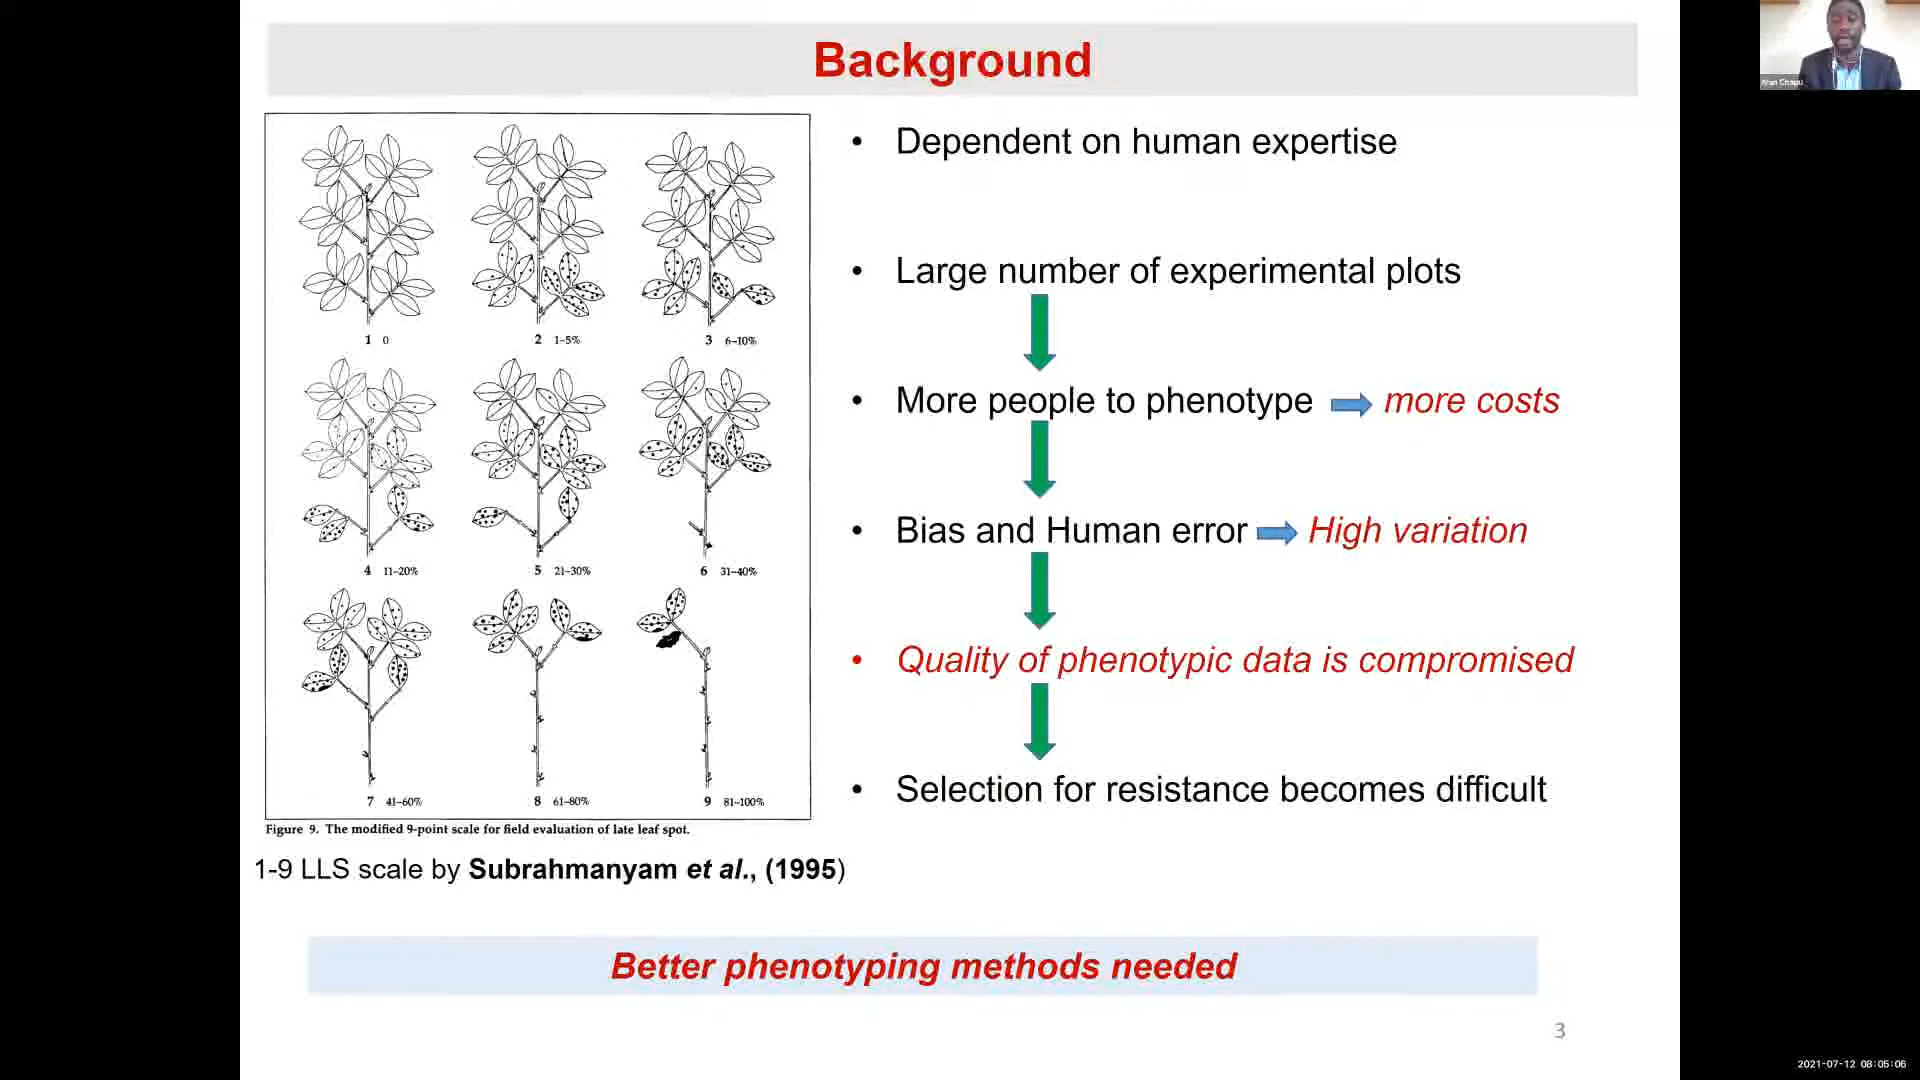 Background
1 0
2 1-5%
3 6-10%
4 11-20%
5 21-30%
6 31-40%
7 41-60%
8 61-80%
9 81-100%
Figure 9. The modified 9-point scale for field evaluation of late leaf spot.
1-9 LLS scale by Subrahmanyam et al., (1995)
• Dependent on human expertise
• Large number of experimental plots
• More people to phenotype more costs
• Bias and Human error High variation
• Quality of phenotypic data is compromised
• Selection for resistance becomes difficult
Better phenotyping methods needed
3
2021-07-12 08:05:06